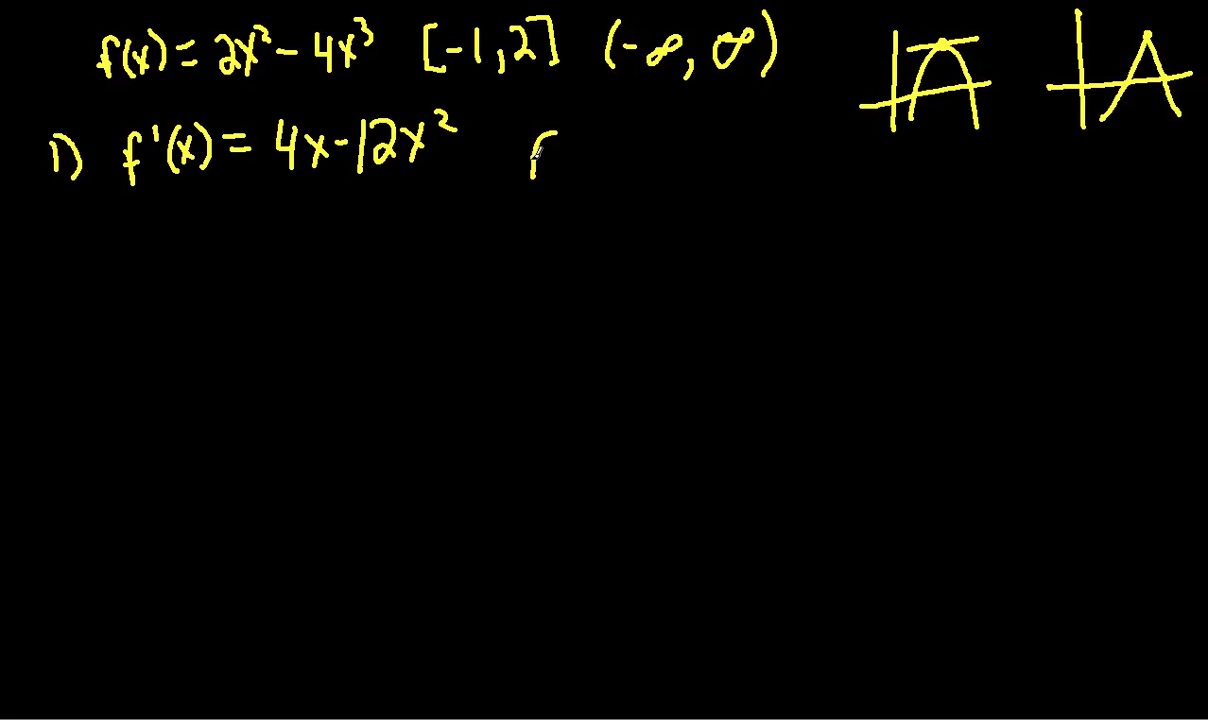 f(x) = 2x² - 4x³ [-1,2] (-∞, ∞)
1) f'(x) = 4x-12x² f